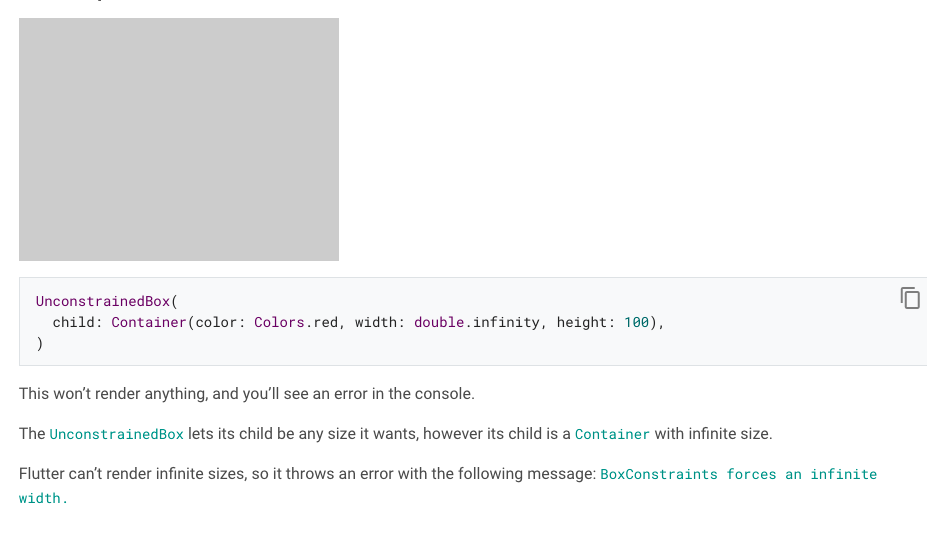 UnconstrainedBox(
  child: Container(color: Colors.red, width: double.infinity, height: 100),
)
This won’t render anything, and you’ll see an error in the console.
The UnconstrainedBox lets its child be any size it wants, however its child is a Container with infinite size.
Flutter can’t render infinite sizes, so it throws an error with the following message: BoxConstraints forces an infinite
width.